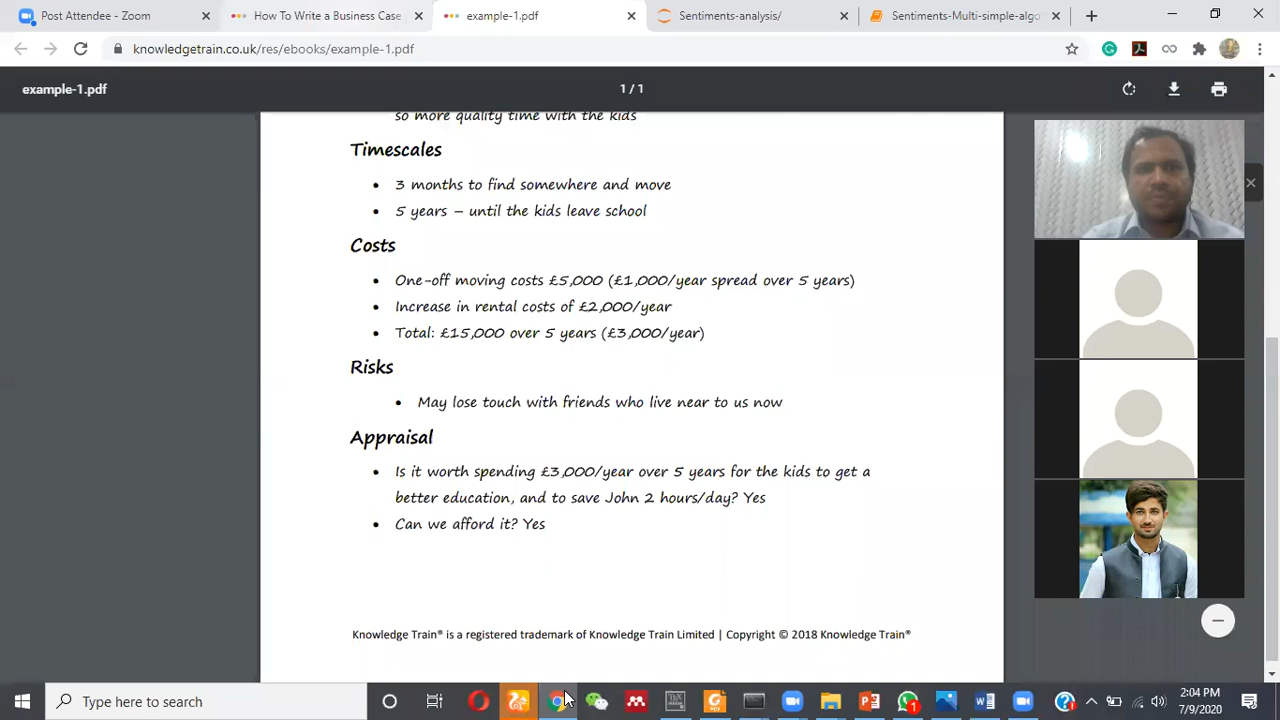 Post Attendee - Zoom
How To Write a Business Case
example-1.pdf
Sentiments-analysis/
Sentiments-Multi-simple-algo
knowledgetrain.co.uk/res/ebooks/example-1.pdf
example-1.pdf
1 / 1
so more quality time with the kids
Timescales
• 3 months to find somewhere and move
• 5 years – until the kids leave school
Costs
• One-off moving costs £5,000 (£1,000/year spread over 5 years)
• Increase in rental costs of £2,000/year
• Total: £15,000 over 5 years (£3,000/year)
Risks
• May lose touch with friends who live near to us now
Appraisal
• Is it worth spending £3,000/year over 5 years for the kids to get a
better education, and to save John 2 hours/day? Yes
• Can we afford it? Yes
Knowledge Train® is a registered trademark of Knowledge Train Limited | Copyright © 2018 Knowledge Train®
Type here to search
1
2:04 PM
7/9/2020